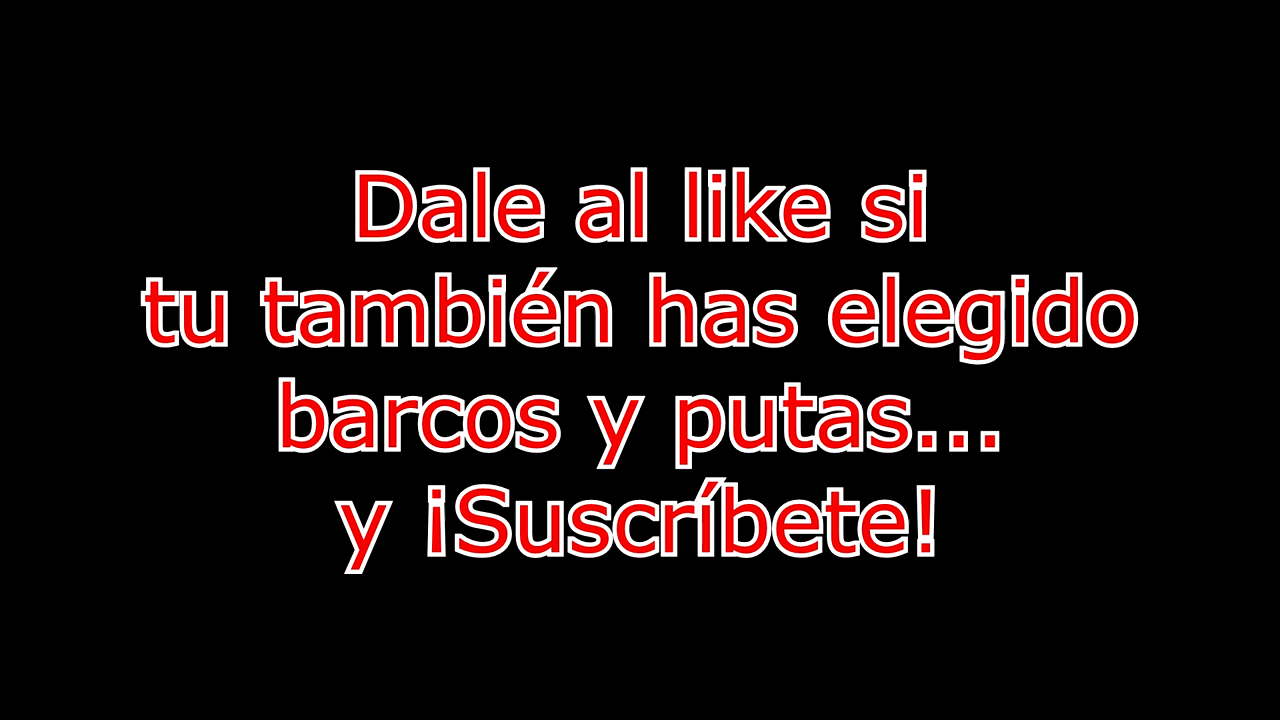 Dale al like si
tu también has elegido
barcos y putas...
y ¡Suscríbete!